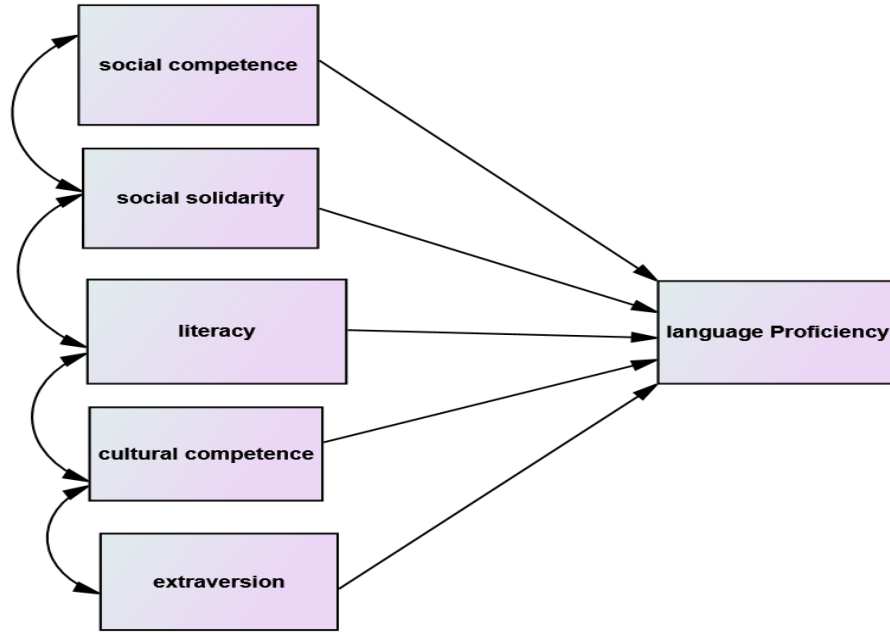 social competence
social solidarity
literacy
language Proficiency
cultural competence
extraversion